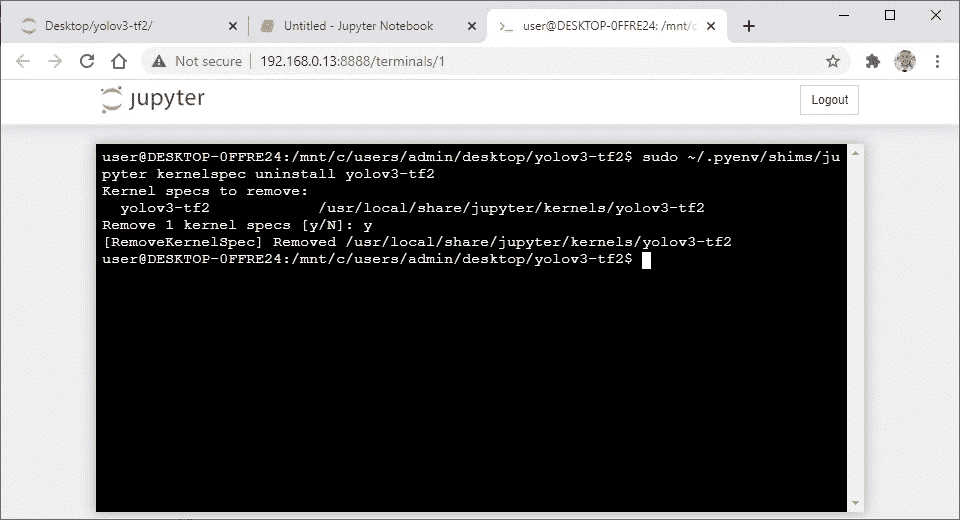 Desktop/yolov3-tf2/
Untitled - Jupyter Notebook
user@DESKTOP-0FFRE24: /mnt/c
Not secure
192.168.0.13:8888/terminals/1
jupyter
Logout
user@DESKTOP-0FFRE24:/mnt/c/users/admin/desktop/yolov3-tf2$ sudo ~/.pyenv/shims/ju
pyter kernelspec uninstall yolov3-tf2
Kernel specs to remove:
yolov3-tf2 /usr/local/share/jupyter/kernels/yolov3-tf2
Remove 1 kernel specs [y/N]: y
[RemoveKernelSpec] Removed /usr/local/share/jupyter/kernels/yolov3-tf2
user@DESKTOP-0FFRE24:/mnt/c/users/admin/desktop/yolov3-tf2$